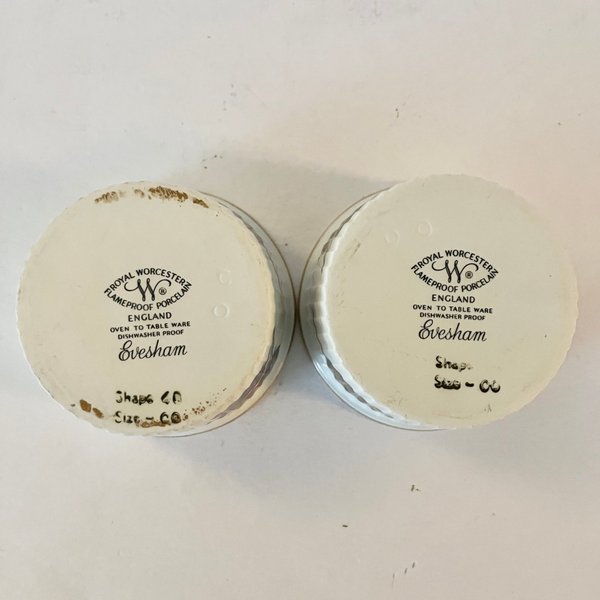 ROYAL WORCESTER
W®
FLAMEPROOF PORCELAIN
ENGLAND
OVEN TO TABLE WARE
DISHWASHER PROOF
Evesham
Shape
Size - 00
ROYAL WORCESTER
W®
FLAMEPROOF PORCELAIN
ENGLAND
OVEN TO TABLE WARE
DISHWASHER PROOF
Evesham
Shape
Size - 00